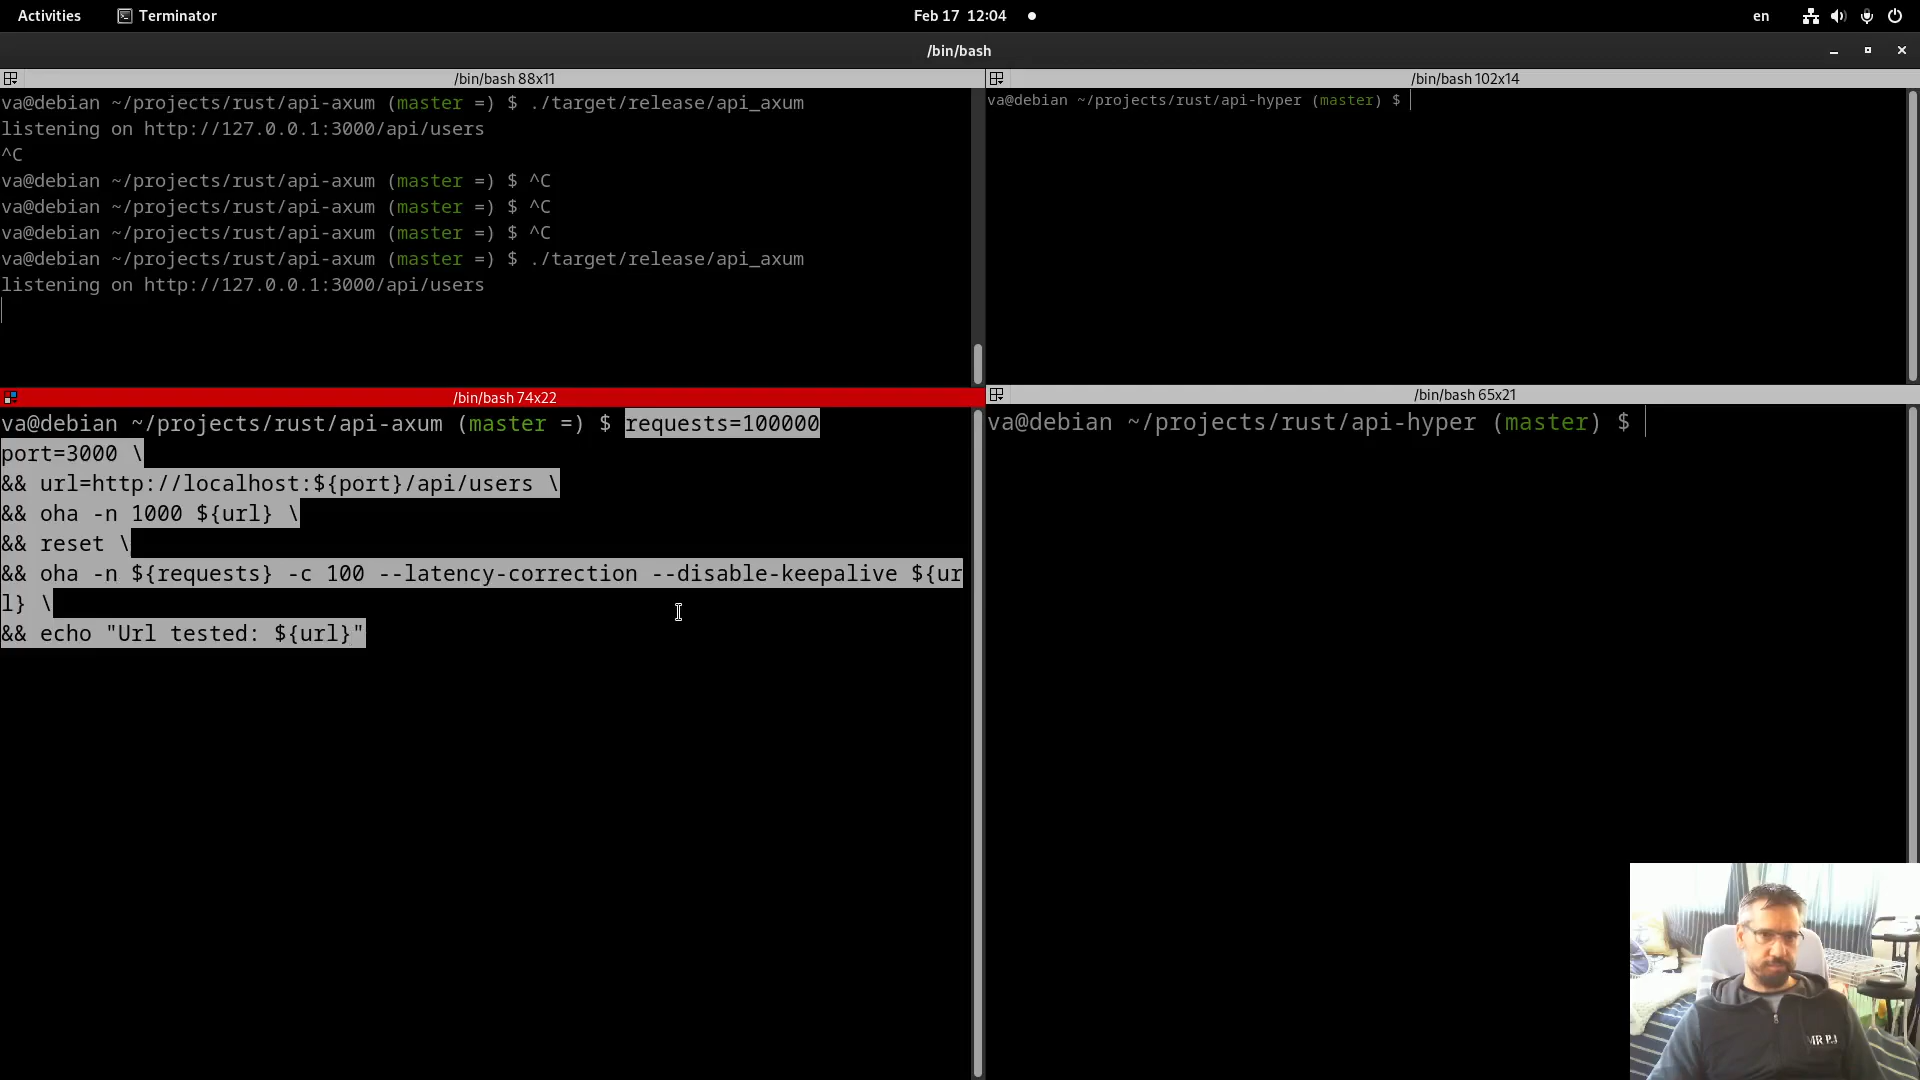 Activities
Terminator
Feb 17 12:04
en
/bin/bash
/bin/bash 88x11
va@debian ~/projects/rust/api-axum (master =) $ ./target/release/api_axum
listening on http://127.0.0.1:3000/api/users
^C
va@debian ~/projects/rust/api-axum (master =) $ ^C
va@debian ~/projects/rust/api-axum (master =) $ ^C
va@debian ~/projects/rust/api-axum (master =) $ ^C
va@debian ~/projects/rust/api-axum (master =) $ ./target/release/api_axum
listening on http://127.0.0.1:3000/api/users
/bin/bash 102x14
va@debian ~/projects/rust/api-hyper (master) $
/bin/bash 74x22
va@debian ~/projects/rust/api-axum (master =) $ requests=100000
port=3000 \
&& url=http://localhost:${port}/api/users \
&& oha -n 1000 ${url} \
&& reset \
&& oha -n ${requests} -c 100 --latency-correction --disable-keepalive ${ur
l} \
&& echo "Url tested: ${url}"
/bin/bash 65x21
va@debian ~/projects/rust/api-hyper (master) $